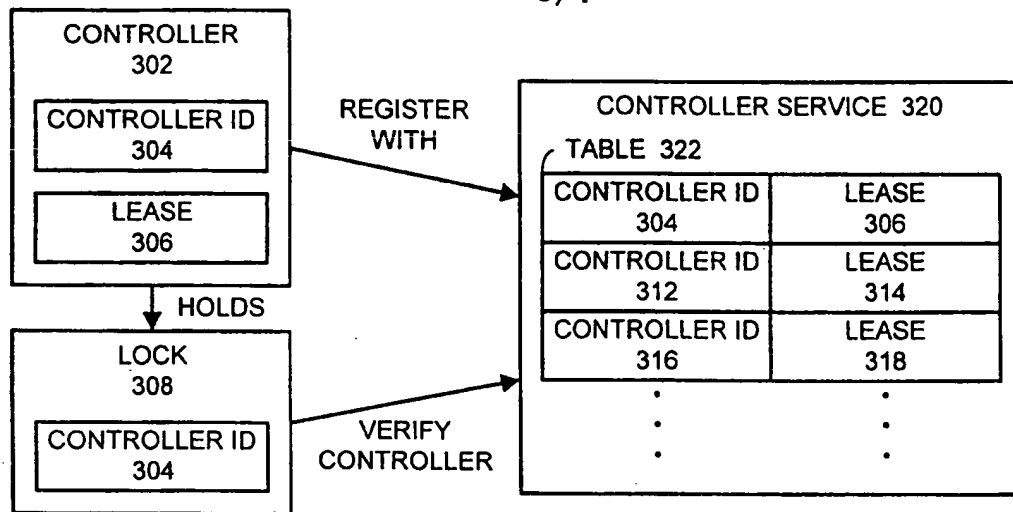 CONTROLLER
302
CONTROLLER ID
304
LEASE
306
HOLDS
LOCK
308
CONTROLLER ID
304
REGISTER
WITH
VERIFY
CONTROLLER
CONTROLLER SERVICE 320
TABLE 322
CONTROLLER ID LEASE
304 306
CONTROLLER ID LEASE
312 314
CONTROLLER ID LEASE
316 318